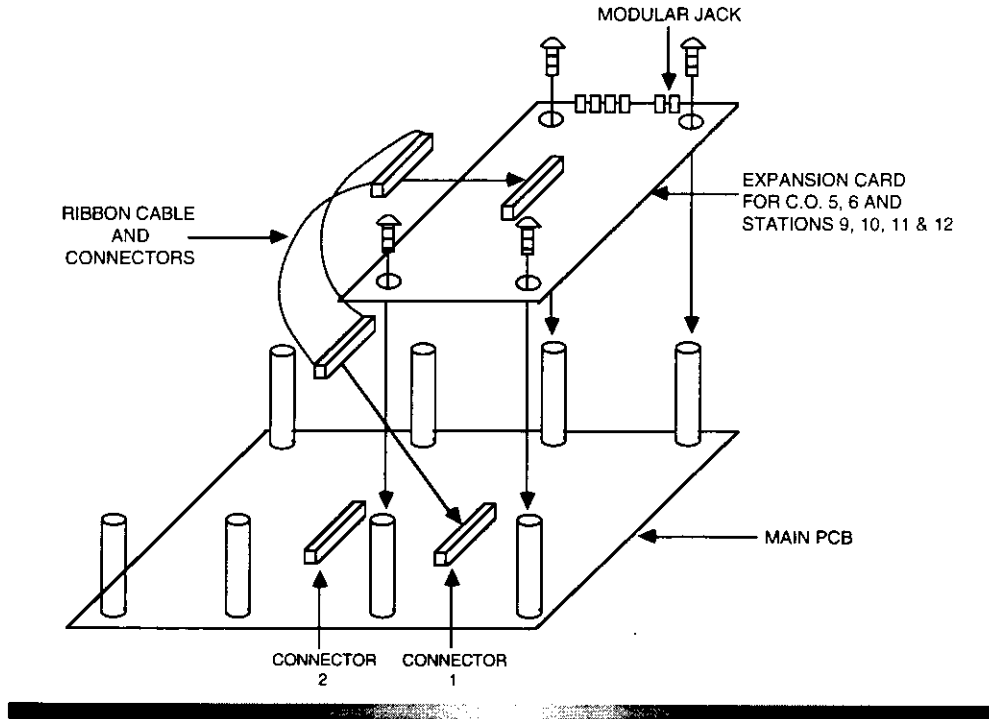 MODULAR JACK
EXPANSION CARD
FOR C.O. 5, 6 AND
STATIONS 9, 10, 11 & 12
RIBBON CABLE
AND
CONNECTORS
MAIN PCB
CONNECTOR
2
CONNECTOR
1